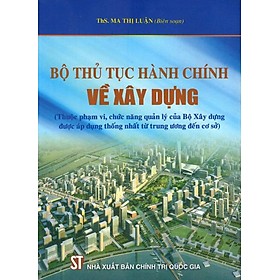 ThS. MA THỊ LUẬN (Biên soạn)
BỘ THỦ TỤC HÀNH CHÍNH
VỀ XÂY DỰNG
(Thuộc phạm vi, chức năng quản lý của Bộ Xây dựng
được áp dụng thống nhất từ trung ương đến cơ sở)
ST
NHÀ XUẤT BẢN CHÍNH TRỊ QUỐC GIA